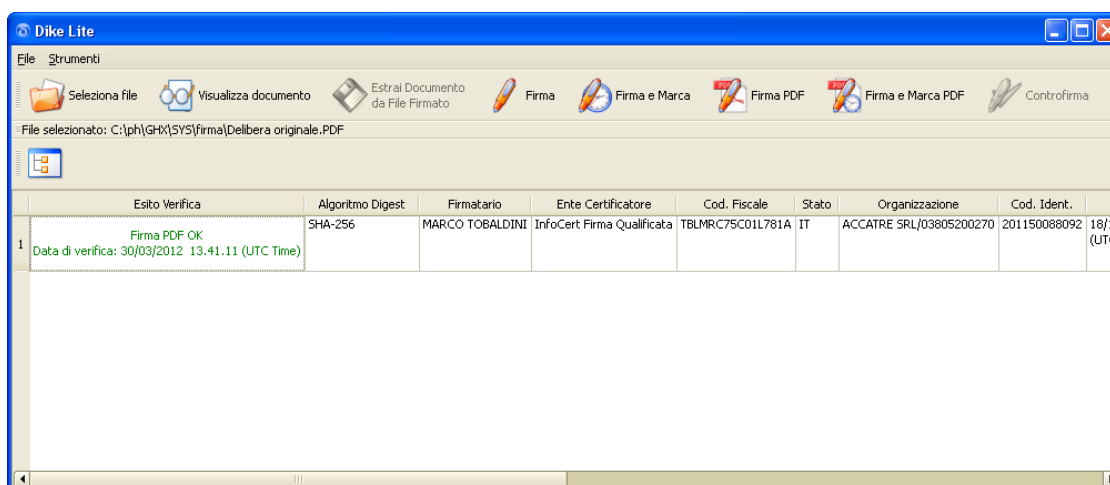 Dike Lite
File Strumenti
Seleziona file Visualizza documento Estrai Documento da File Firmato Firma Firma e Marca Firma PDF Firma e Marca PDF Controfirma
File selezionato: C:\ph\GHX\SYS\firma\Delibera originale.PDF
Esito Verifica Algoritmo Digest Firmatario Ente Certificatore Cod. Fiscale Stato Organizzazione Cod. Ident.
1 Firma PDF OK SHA-256 MARCO TOBALDINI InfoCert Firma Qualificata TBLMRC75C01L781A IT ACCATRE SRL/03805200270 201150088092 18/
Data di verifica: 30/03/2012 13.41.11 (UTC Time) (UT